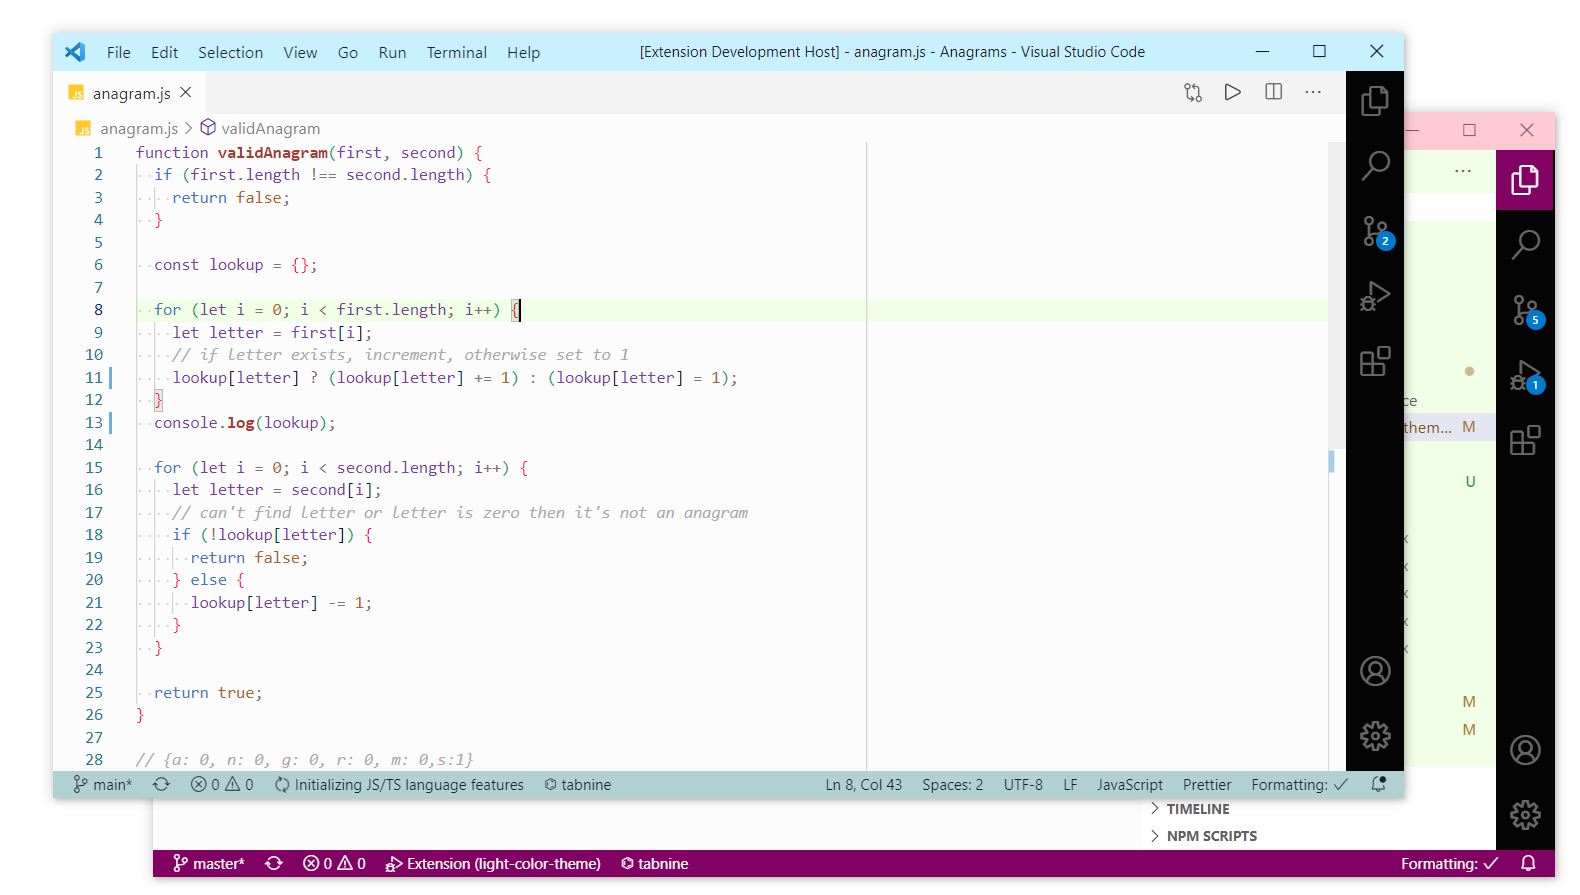 File Edit Selection View Go Run Terminal Help [Extension Development Host] - anagram.js - Anagrams - Visual Studio Code
JS anagram.js
JS anagram.js > validAnagram
1 function validAnagram(first, second) {
2 if (first.length !== second.length) {
3 return false;
4 }
5
6 const lookup = {};
7
8 for (let i = 0; i < first.length; i++) {
9 let letter = first[i];
10 // if letter exists, increment, otherwise set to 1
11 lookup[letter] ? (lookup[letter] += 1) : (lookup[letter] = 1);
12 }
13 console.log(lookup);
14
15 for (let i = 0; i < second.length; i++) {
16 let letter = second[i];
17 // can't find letter or letter is zero then it's not an anagram
18 if (!lookup[letter]) {
19 return false;
20 } else {
21 lookup[letter] -= 1;
22 }
23 }
24
25 return true;
26 }
27
28 // {a: 0, n: 0, g: 0, r: 0, m: 0,s:1}
main* 0 0 Initializing JS/TS language features tabnine Ln 8, Col 43 Spaces: 2 UTF-8 LF JavaScript Prettier Formatting: ✓
2
5
1
ce
them... M
U
x
x
x
x
x
M
M
TIMELINE
NPM SCRIPTS
master* 0 0 Extension (light-color-theme) tabnine Formatting: ✓